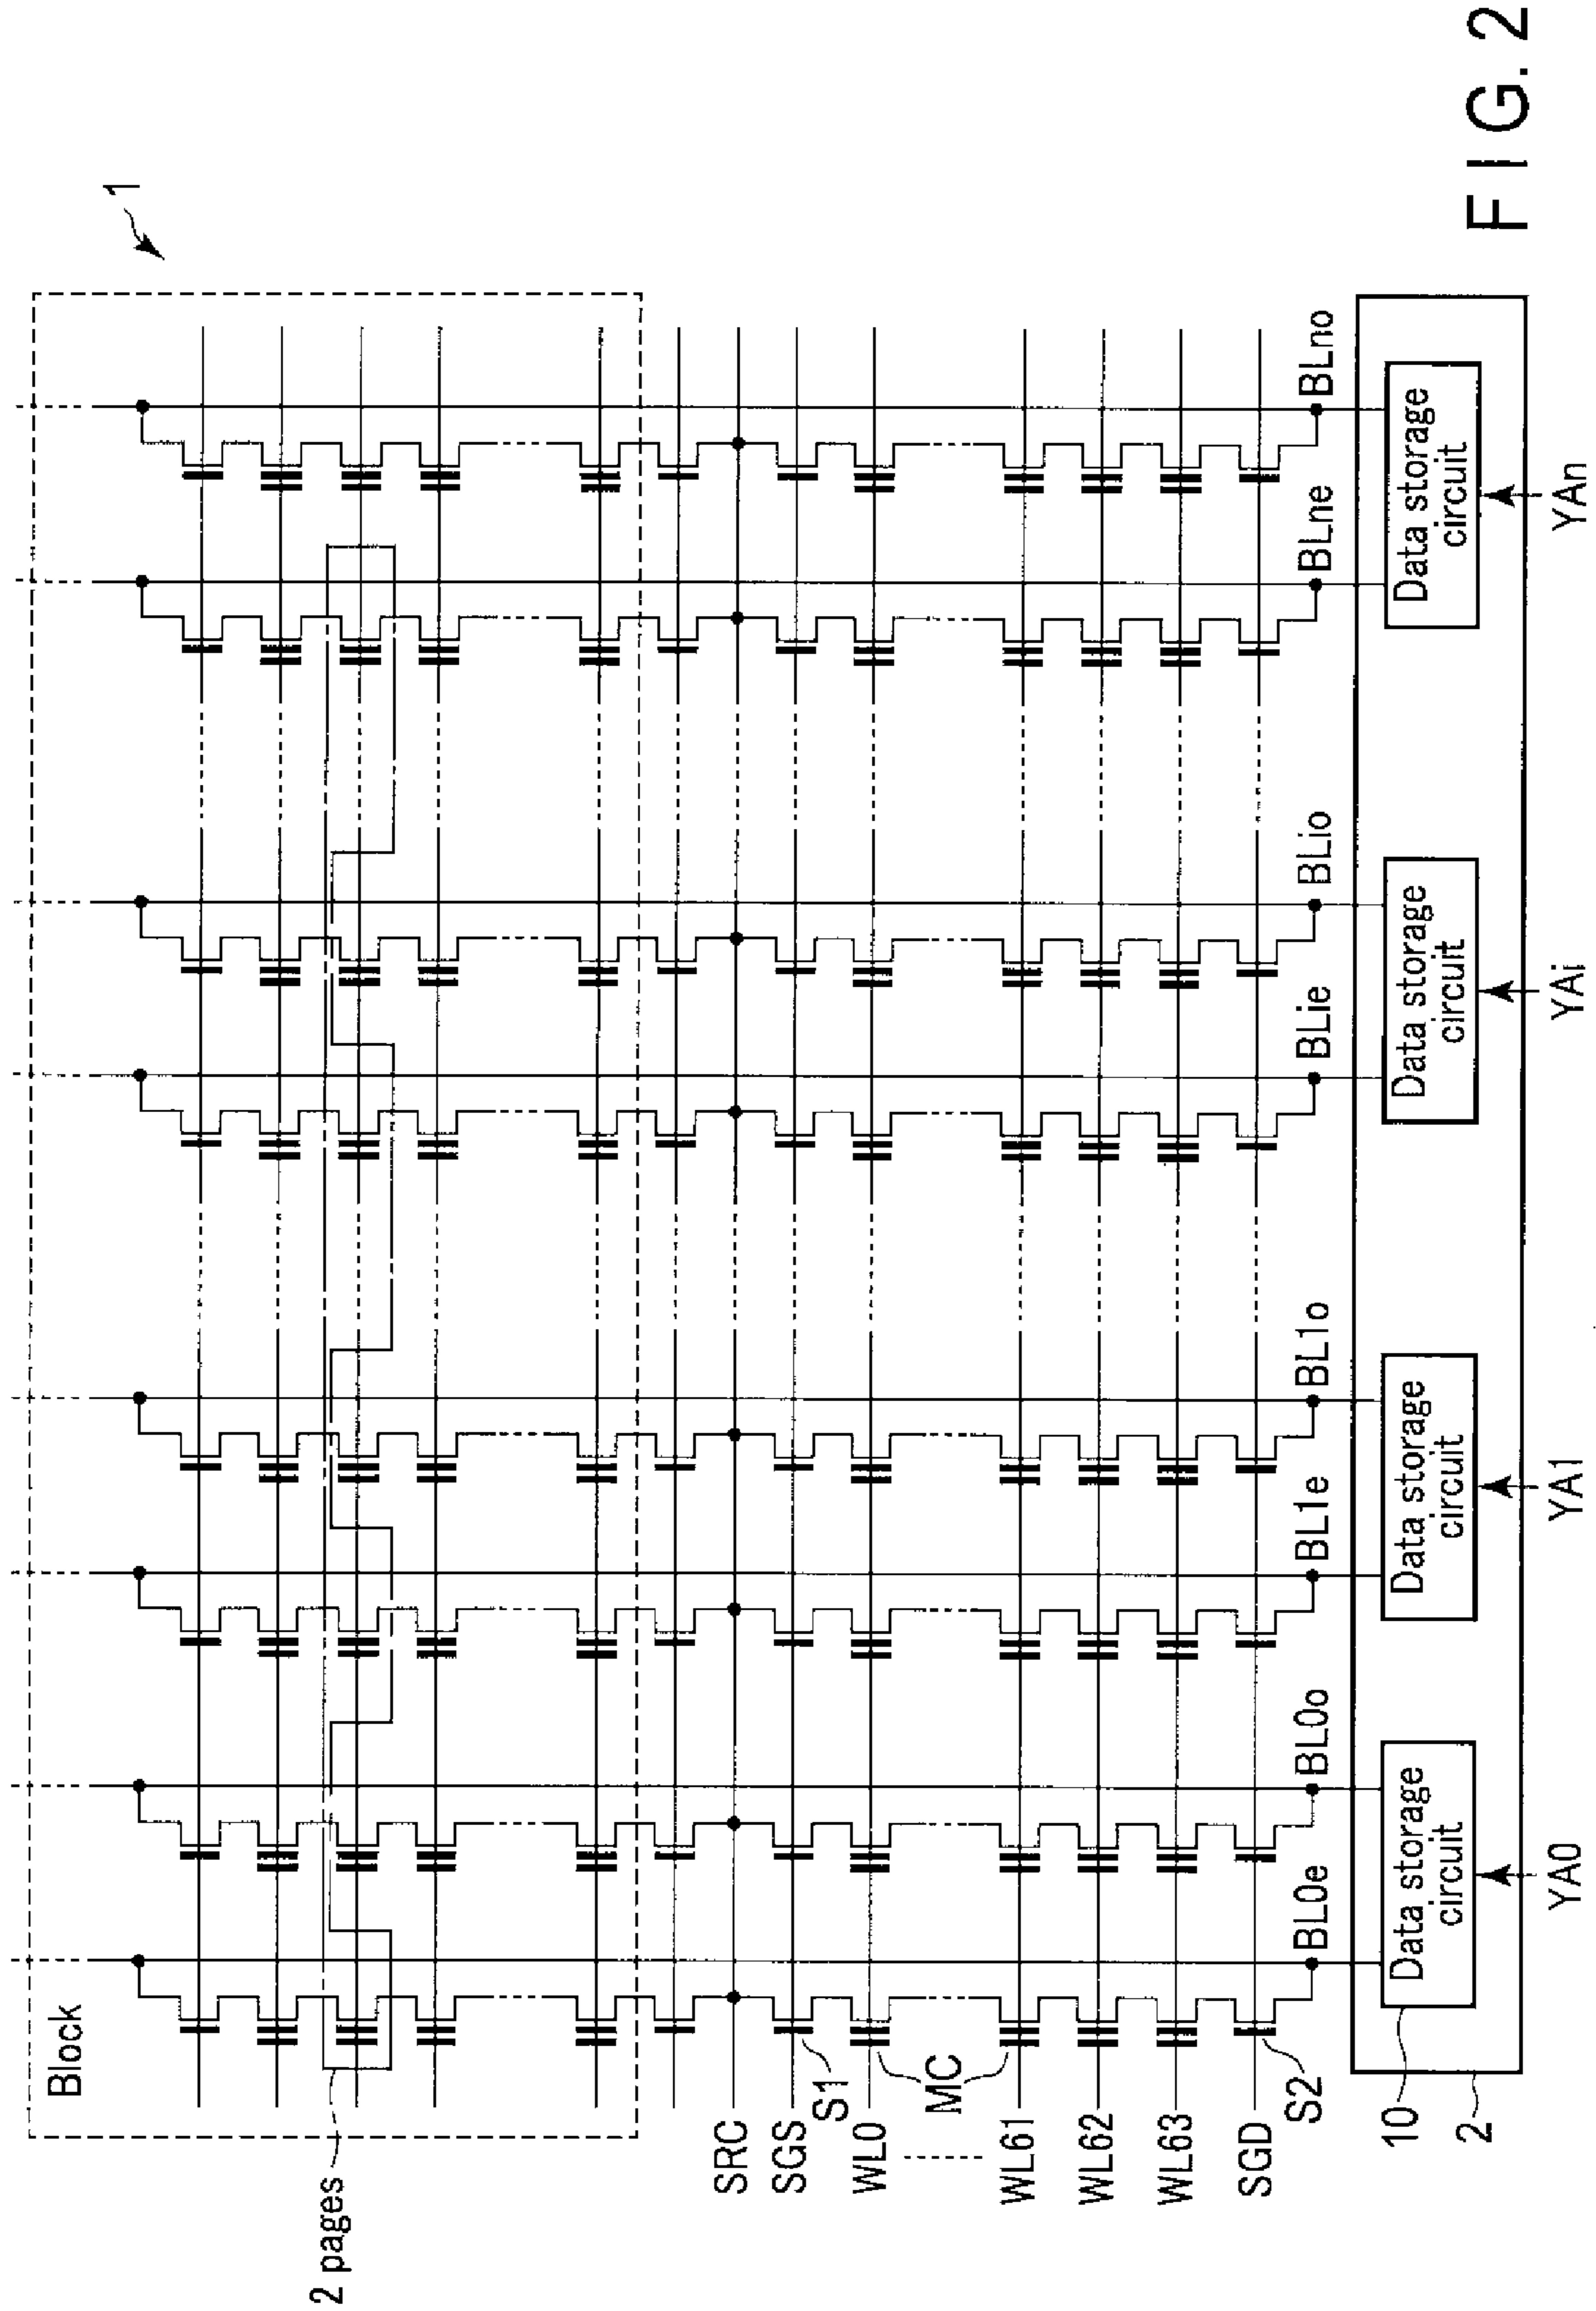 1
Block
2 pages
SRC
SGS
S1
WL0
MC
WL61
WL62
WL63
SGD
S2
BL0e
BL0o
BL1e
BL1o
BLie
BLio
BLne
BLno
10
2
Data storage
circuit
Data storage
circuit
Data storage
circuit
Data storage
circuit
YA0
YA1
YAi
YAn
FIG. 2